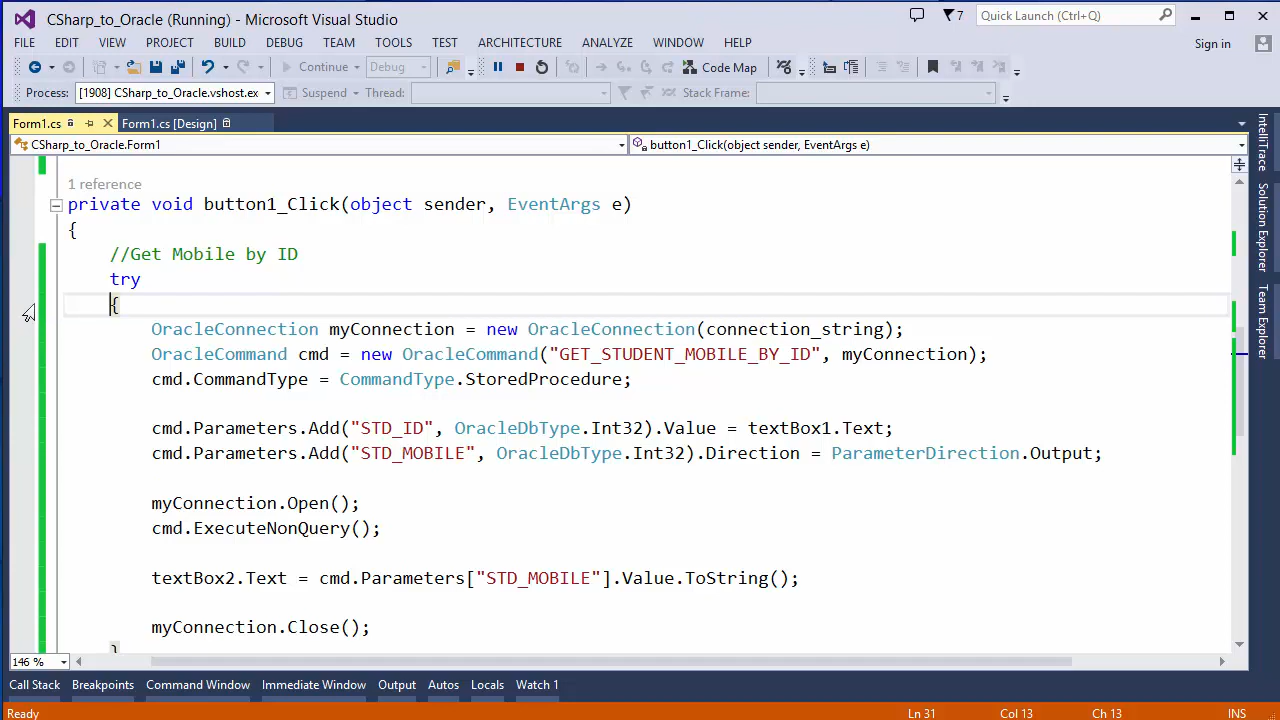 CSharp_to_Oracle (Running) - Microsoft Visual Studio
7
Quick Launch (Ctrl+Q)
FILE EDIT VIEW PROJECT BUILD DEBUG TEAM TOOLS TEST ARCHITECTURE ANALYZE WINDOW HELP
Sign in
Continue Debug Code Map
Process: [1908] CSharp_to_Oracle.vshost.ex Suspend Thread: Stack Frame:
Form1.cs Form1.cs [Design]
CSharp_to_Oracle.Form1 button1_Click(object sender, EventArgs e)
1 reference
private void button1_Click(object sender, EventArgs e)
{
//Get Mobile by ID
try
{
OracleConnection myConnection = new OracleConnection(connection_string);
OracleCommand cmd = new OracleCommand("GET_STUDENT_MOBILE_BY_ID", myConnection);
cmd.CommandType = CommandType.StoredProcedure;
cmd.Parameters.Add("STD_ID", OracleDbType.Int32).Value = textBox1.Text;
cmd.Parameters.Add("STD_MOBILE", OracleDbType.Int32).Direction = ParameterDirection.Output;
myConnection.Open();
cmd.ExecuteNonQuery();
textBox2.Text = cmd.Parameters["STD_MOBILE"].Value.ToString();
myConnection.Close();
}
146 %
IntelliTrace
Solution Explorer
Team Explorer
Call Stack Breakpoints Command Window Immediate Window Output Autos Locals Watch 1
Ready Ln 31 Col 13 Ch 13 INS